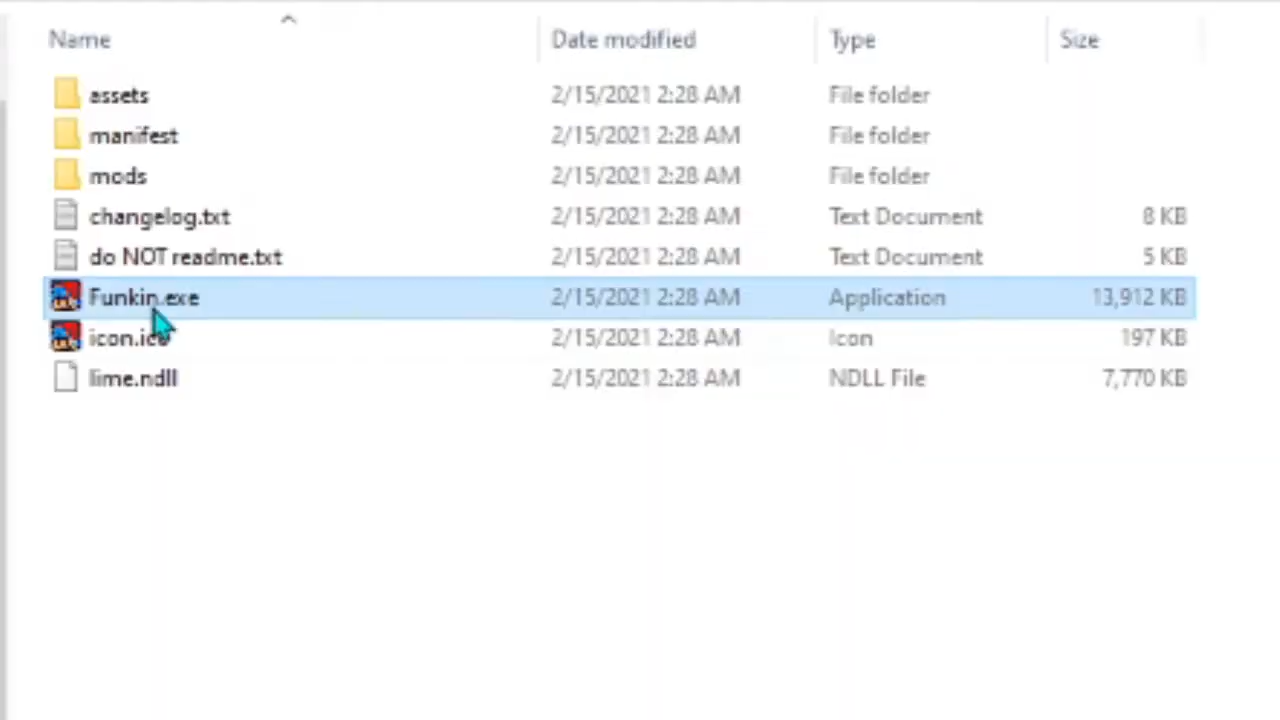 Name Date modified Type Size
assets 2/15/2021 2:28 AM File folder
manifest 2/15/2021 2:28 AM File folder
mods 2/15/2021 2:28 AM File folder
changelog.txt 2/15/2021 2:28 AM Text Document 8 KB
do NOT readme.txt 2/15/2021 2:28 AM Text Document 5 KB
Funkin.exe 2/15/2021 2:28 AM Application 13,912 KB
icon.ico 2/15/2021 2:28 AM Icon 197 KB
lime.ndll 2/15/2021 2:28 AM NDLL File 7,770 KB